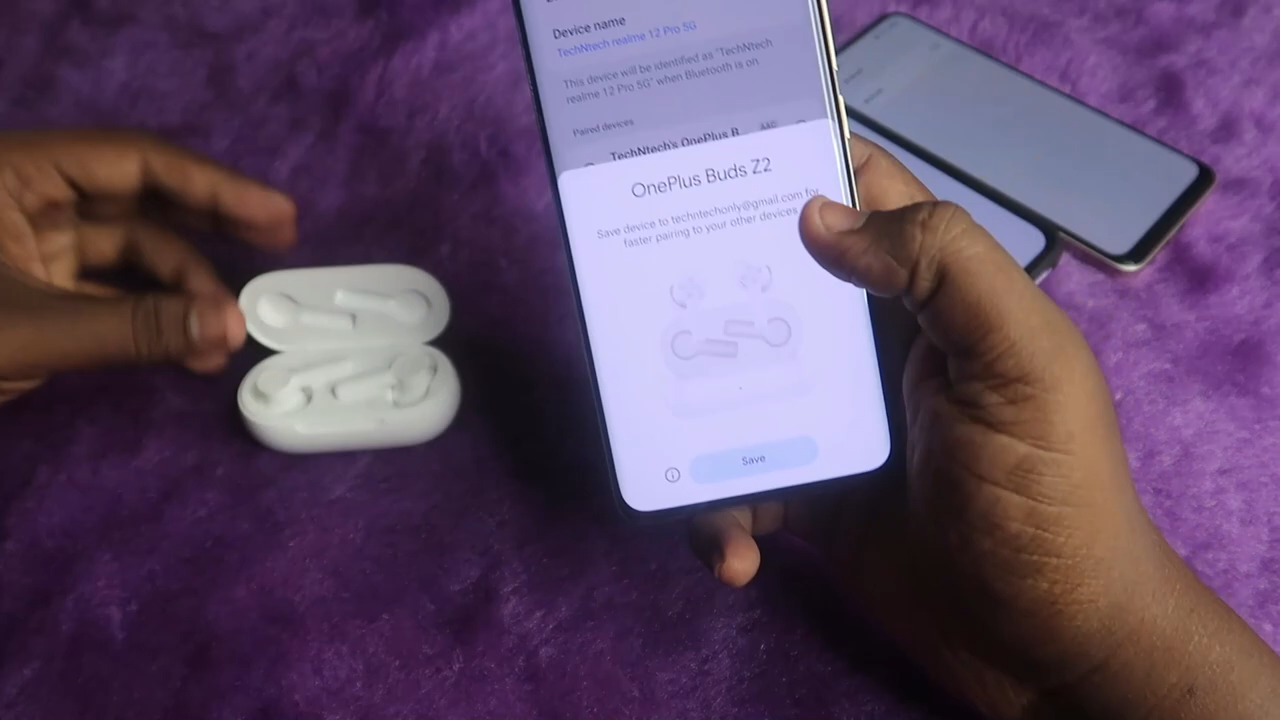 Device name
TechNtech realme 12 Pro 5G
This device will be identified as "TechNtech
realme 12 Pro 5G" when Bluetooth is on
Paired devices
TechNtech's OnePlus B
AAC
OnePlus Buds Z2
Save device to techntechonly@gmail.com for
faster pairing to your other devices
Save